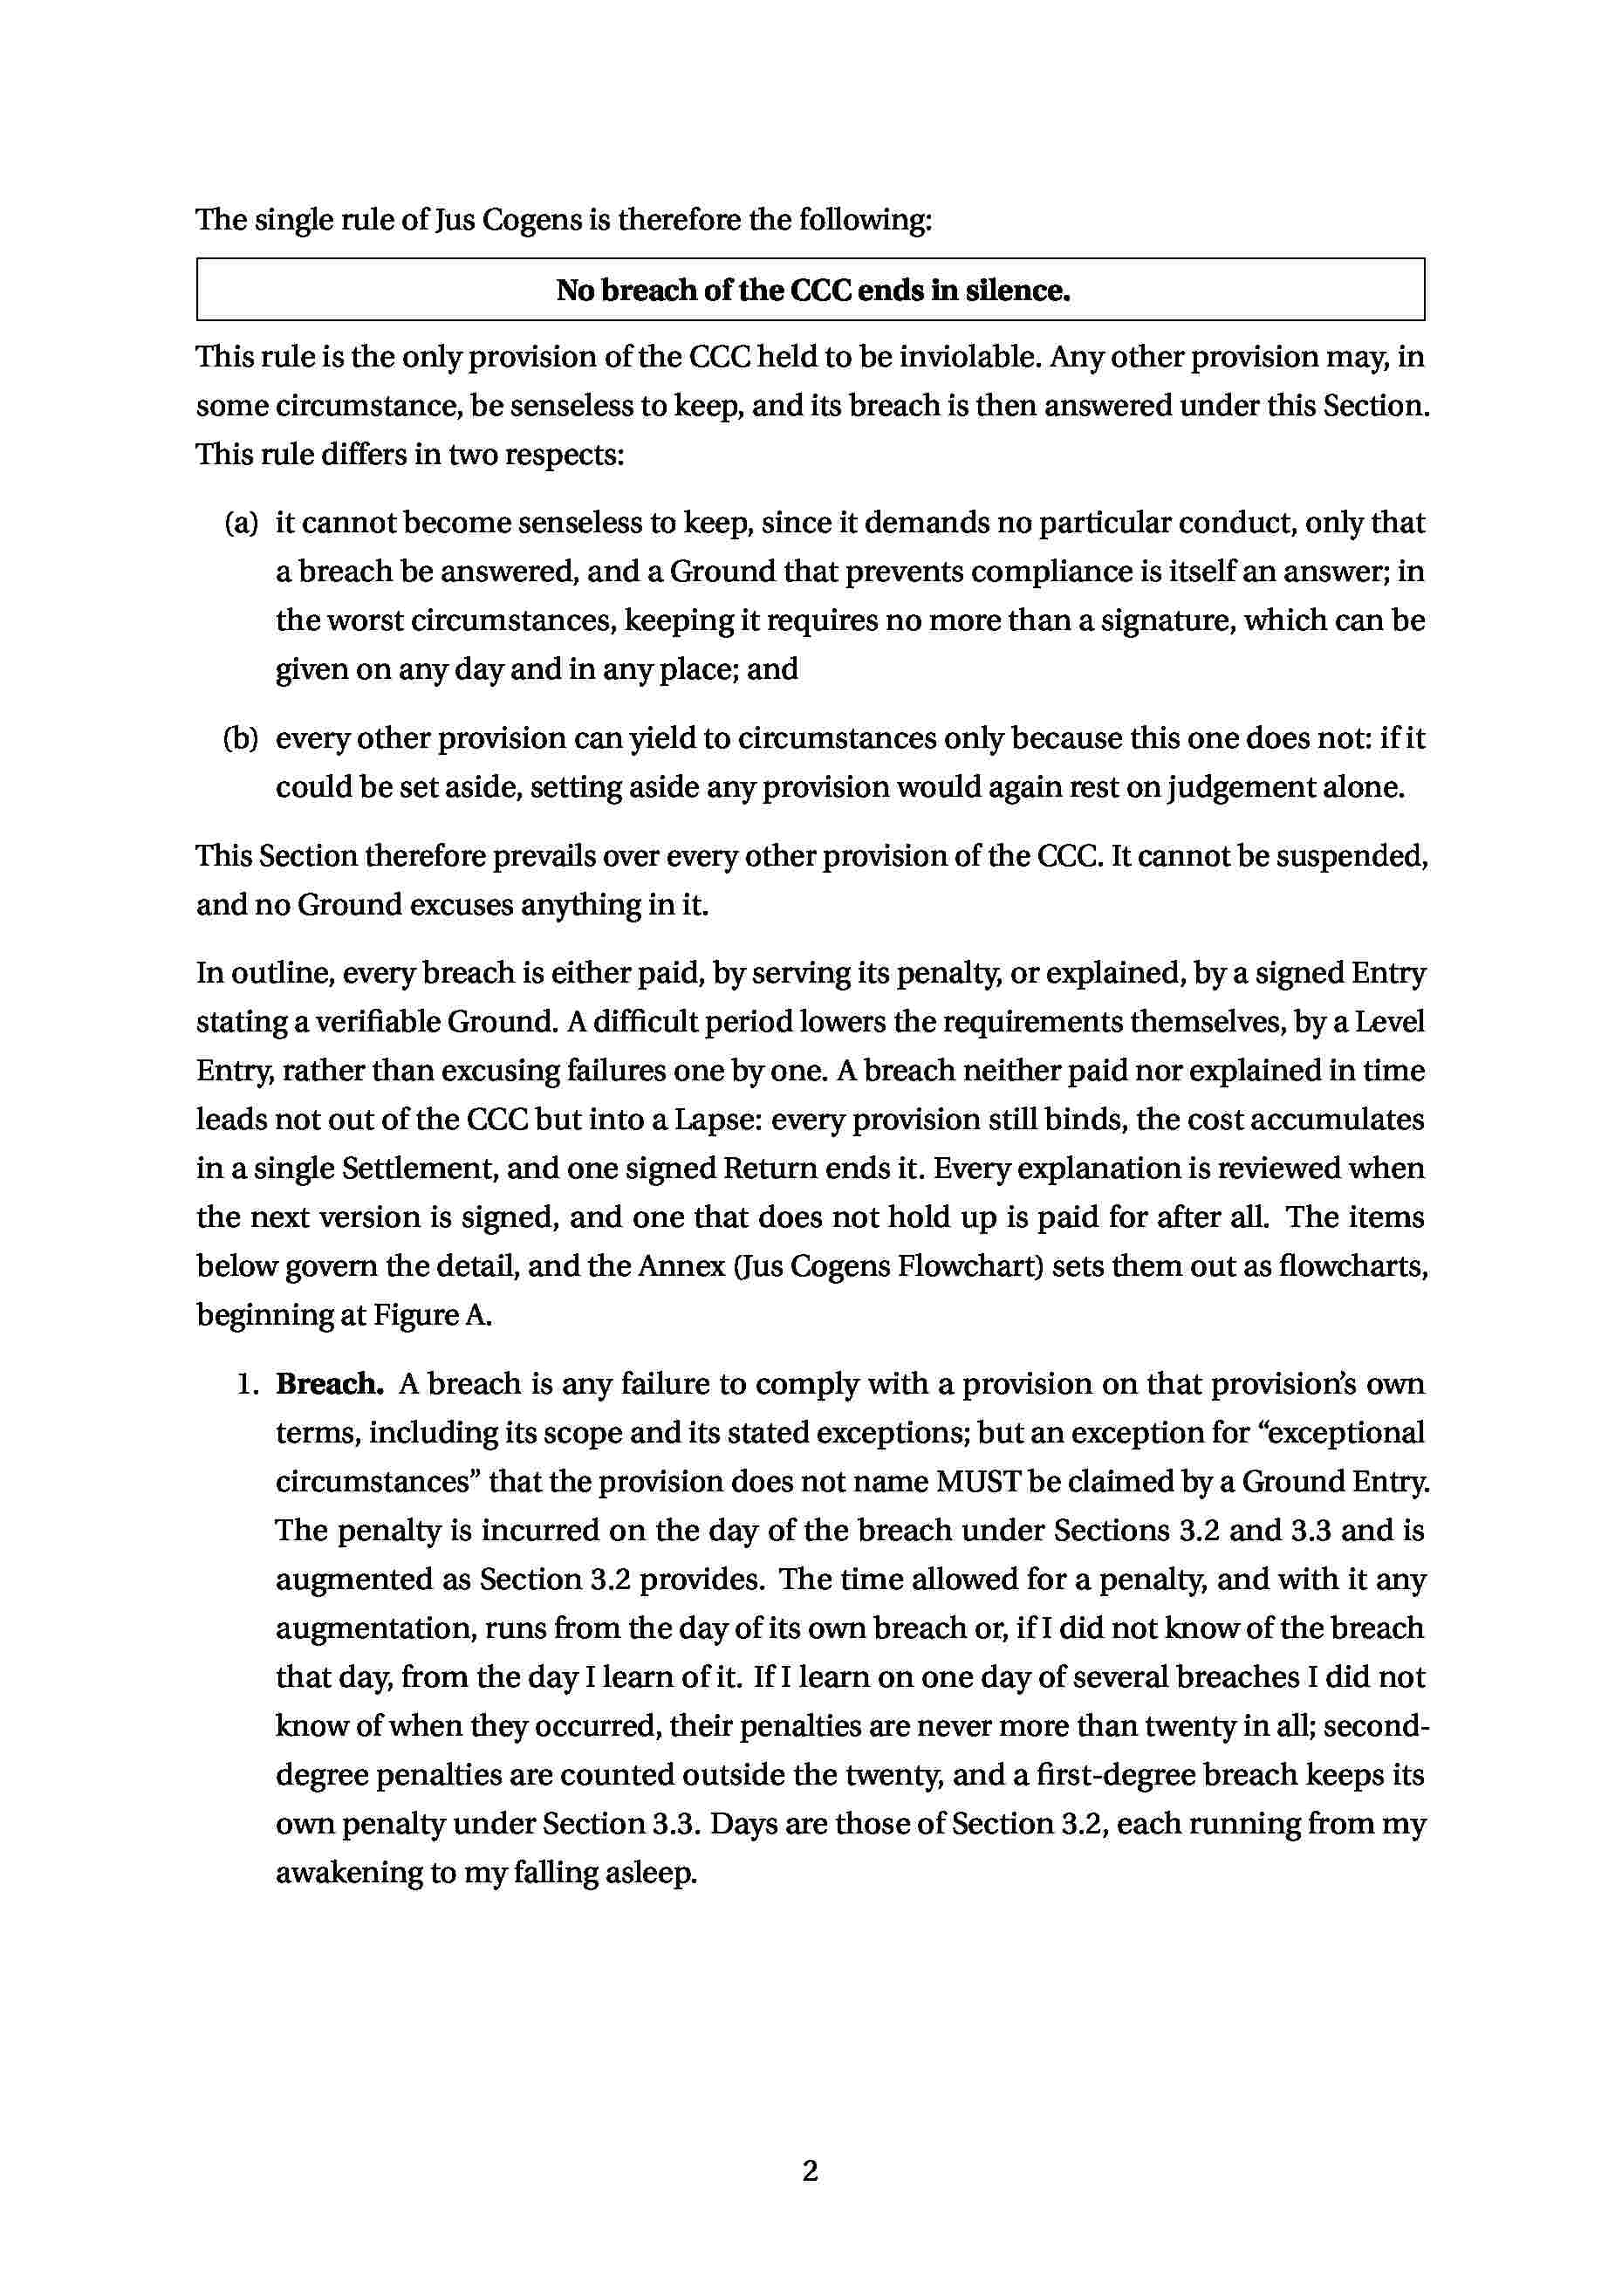 The single rule of Jus Cogens is therefore the following:
No breach of the CCC ends in silence.
This rule is the only provision of the CCC held to be inviolable. Any other provision may, in
some circumstance, be senseless to keep, and its breach is then answered under this Section.
This rule differs in two respects:
(a) it cannot become senseless to keep, since it demands no particular conduct, only that
a breach be answered, and a Ground that prevents compliance is itself an answer; in
the worst circumstances, keeping it requires no more than a signature, which can be
given on any day and in any place; and
(b) every other provision can yield to circumstances only because this one does not: if it
could be set aside, setting aside any provision would again rest on judgement alone.
This Section therefore prevails over every other provision of the CCC. It cannot be suspended,
and no Ground excuses anything in it.
In outline, every breach is either paid, by serving its penalty, or explained, by a signed Entry
stating a verifiable Ground. A difficult period lowers the requirements themselves, by a Level
Entry, rather than excusing failures one by one. A breach neither paid nor explained in time
leads not out of the CCC but into a Lapse: every provision still binds, the cost accumulates
in a single Settlement, and one signed Return ends it. Every explanation is reviewed when
the next version is signed, and one that does not hold up is paid for after all. The items
below govern the detail, and the Annex (Jus Cogens Flowchart) sets them out as flowcharts,
beginning at Figure A.
1. Breach. A breach is any failure to comply with a provision on that provision’s own
terms, including its scope and its stated exceptions; but an exception for “exceptional
circumstances” that the provision does not name MUST be claimed by a Ground Entry.
The penalty is incurred on the day of the breach under Sections 3.2 and 3.3 and is
augmented as Section 3.2 provides. The time allowed for a penalty, and with it any
augmentation, runs from the day of its own breach or, if I did not know of the breach
that day, from the day I learn of it. If I learn on one day of several breaches I did not
know of when they occurred, their penalties are never more than twenty in all; second-
degree penalties are counted outside the twenty, and a first-degree breach keeps its
own penalty under Section 3.3. Days are those of Section 3.2, each running from my
awakening to my falling asleep.
2